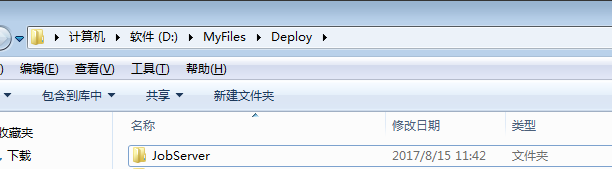 计算机 软件 (D:) MyFiles Deploy
) 编辑(E) 查看(V) 工具(T) 帮助(H)
包含到库中 共享 新建文件夹
名称 修改日期 类型
收藏夹
下载
JobServer 2017/8/15 11:42 文件夹